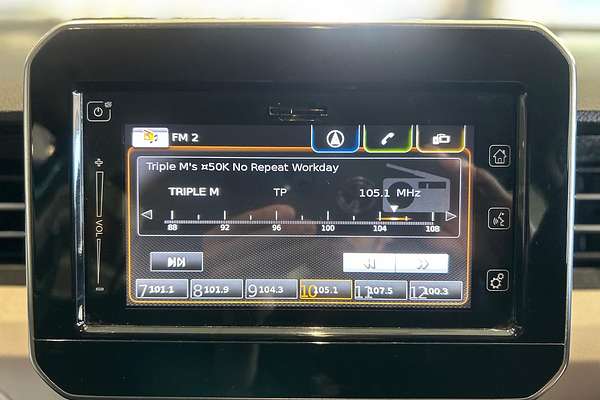 FM 2
Triple M's ¤50K No Repeat Workday
TRIPLE M TP 105.1 MHz
88 92 96 100 104 108
VOL
7 101.1 8 101.9 9 104.3 10 105.1 11 107.5 12 100.3